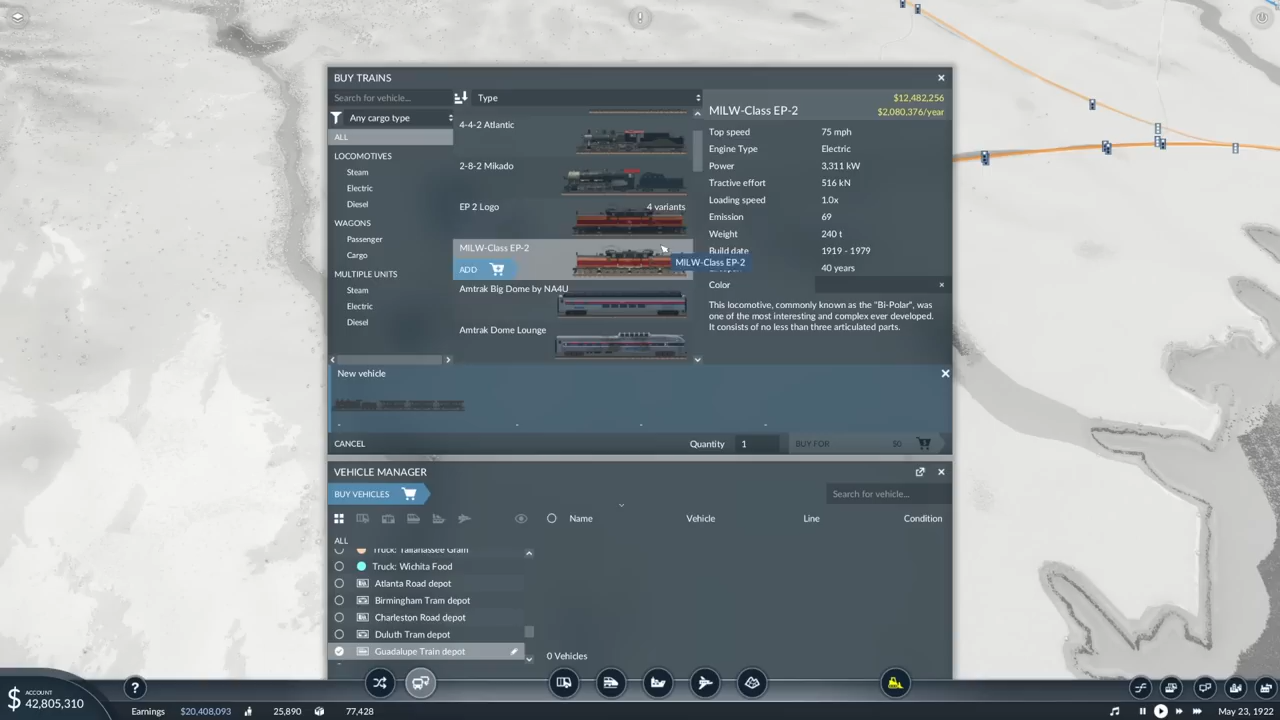 BUY TRAINS
Search for vehicle...
Type
Any cargo type
ALL
LOCOMOTIVES
Steam
Electric
Diesel
WAGONS
Passenger
Cargo
MULTIPLE UNITS
Steam
Electric
Diesel
4-4-2 Atlantic
2-8-2 Mikado
EP 2 Logo 4 variants
MILW-Class EP-2
ADD
MILW-Class EP-2
Amtrak Big Dome by NA4U
Amtrak Dome Lounge
$12,482,256
MILW-Class EP-2 $2,080,376/year
Top speed 75 mph
Engine Type Electric
Power 3,311 kW
Tractive effort 516 kN
Loading speed 1.0x
Emission 69
Weight 240 t
Build date 1919 - 1979
40 years
Color
This locomotive, commonly known as the "Bi-Polar", was
one of the most interesting and complex ever developed.
It consists of no less than three articulated parts.
New vehicle
CANCEL
Quantity 1
BUY FOR $0
VEHICLE MANAGER
BUY VEHICLES
Search for vehicle...
Name Vehicle Line Condition
ALL
Truck: Tallahassee Grain
Truck: Wichita Food
Atlanta Road depot
Birmingham Tram depot
Charleston Road depot
Duluth Tram depot
Guadalupe Train depot
0 Vehicles
ACCOUNT
$ 42,805,310
?
Earnings $20,408,093 25,890 77,428
May 23, 1922